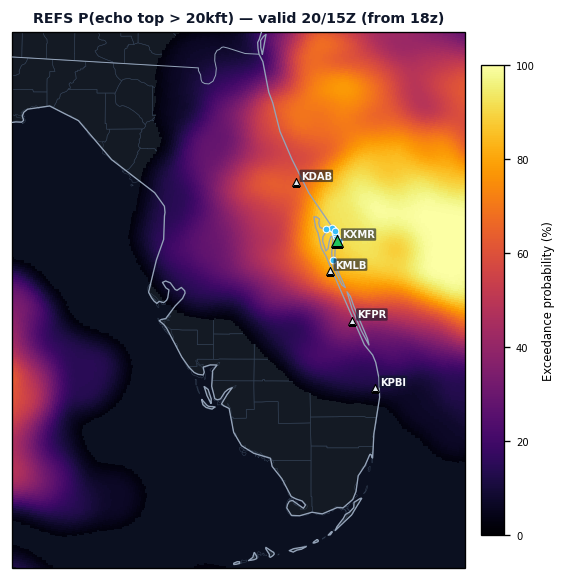 REFS P(echo top > 20kft) — valid 20/15Z (from 18z)
KDAB
KXMR
KMLB
KFPR
KPBI
100
80
60
40
20
0
Exceedance probability (%)